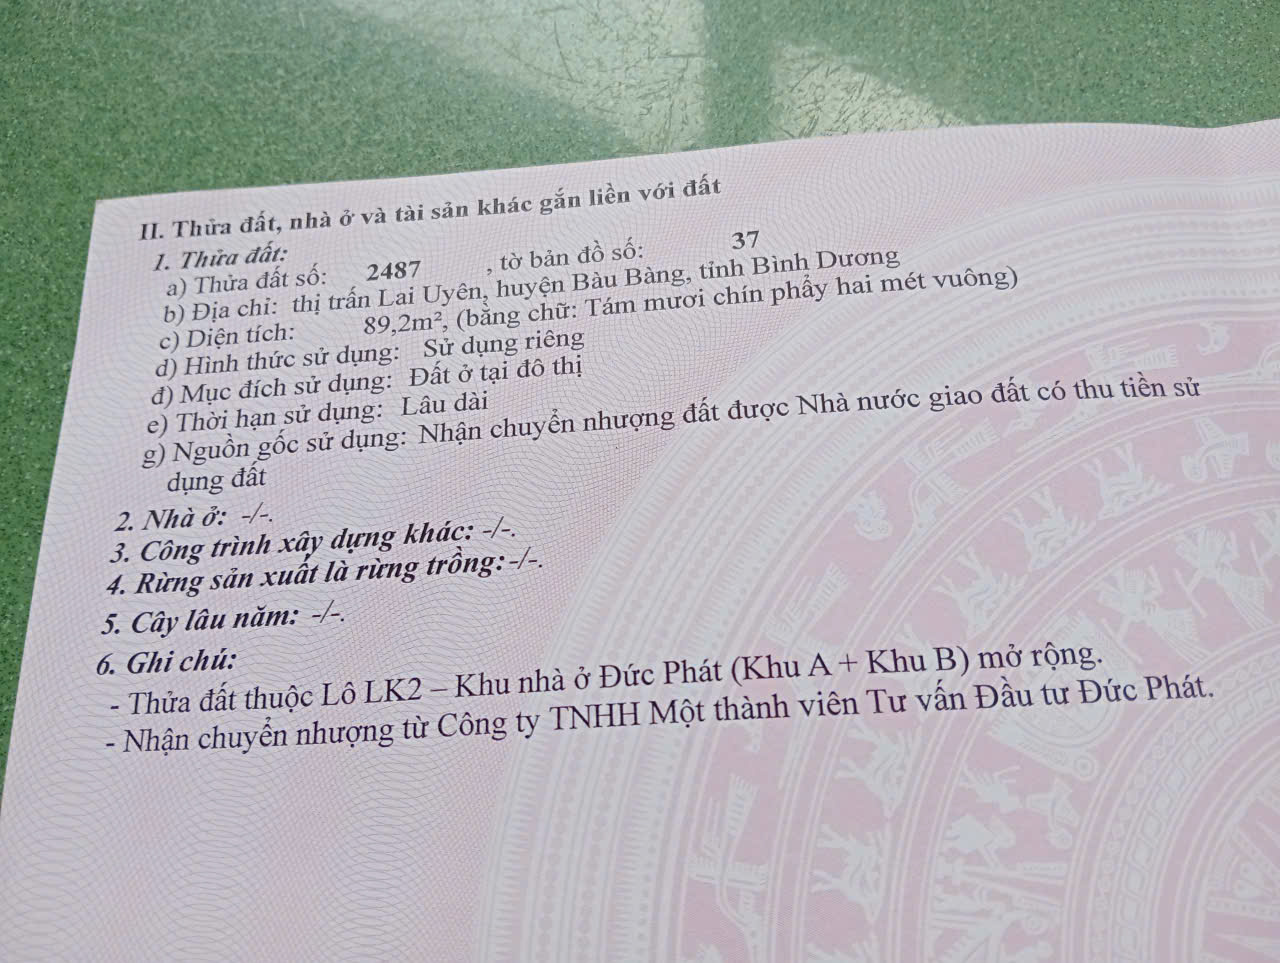 II. Thửa đất, nhà ở và tài sản khác gắn liền với đất
1. Thửa đất:
a) Thửa đất số: 2487 , tờ bản đồ số: 37
b) Địa chỉ: thị trấn Lai Uyên, huyện Bàu Bàng, tỉnh Bình Dương
c) Diện tích: 89,2m², (bằng chữ: Tám mươi chín phẩy hai mét vuông)
d) Hình thức sử dụng: Sử dụng riêng
đ) Mục đích sử dụng: Đất ở tại đô thị
e) Thời hạn sử dụng: Lâu dài
g) Nguồn gốc sử dụng: Nhận chuyển nhượng đất được Nhà nước giao đất có thu tiền sử
dụng đất
2. Nhà ở: -/-.
3. Công trình xây dựng khác: -/-.
4. Rừng sản xuất là rừng trồng: -/-.
5. Cây lâu năm: -/-.
6. Ghi chú:
- Thửa đất thuộc Lô LK2 – Khu nhà ở Đức Phát (Khu A + Khu B) mở rộng.
- Nhận chuyển nhượng từ Công ty TNHH Một thành viên Tư vấn Đầu tư Đức Phát.